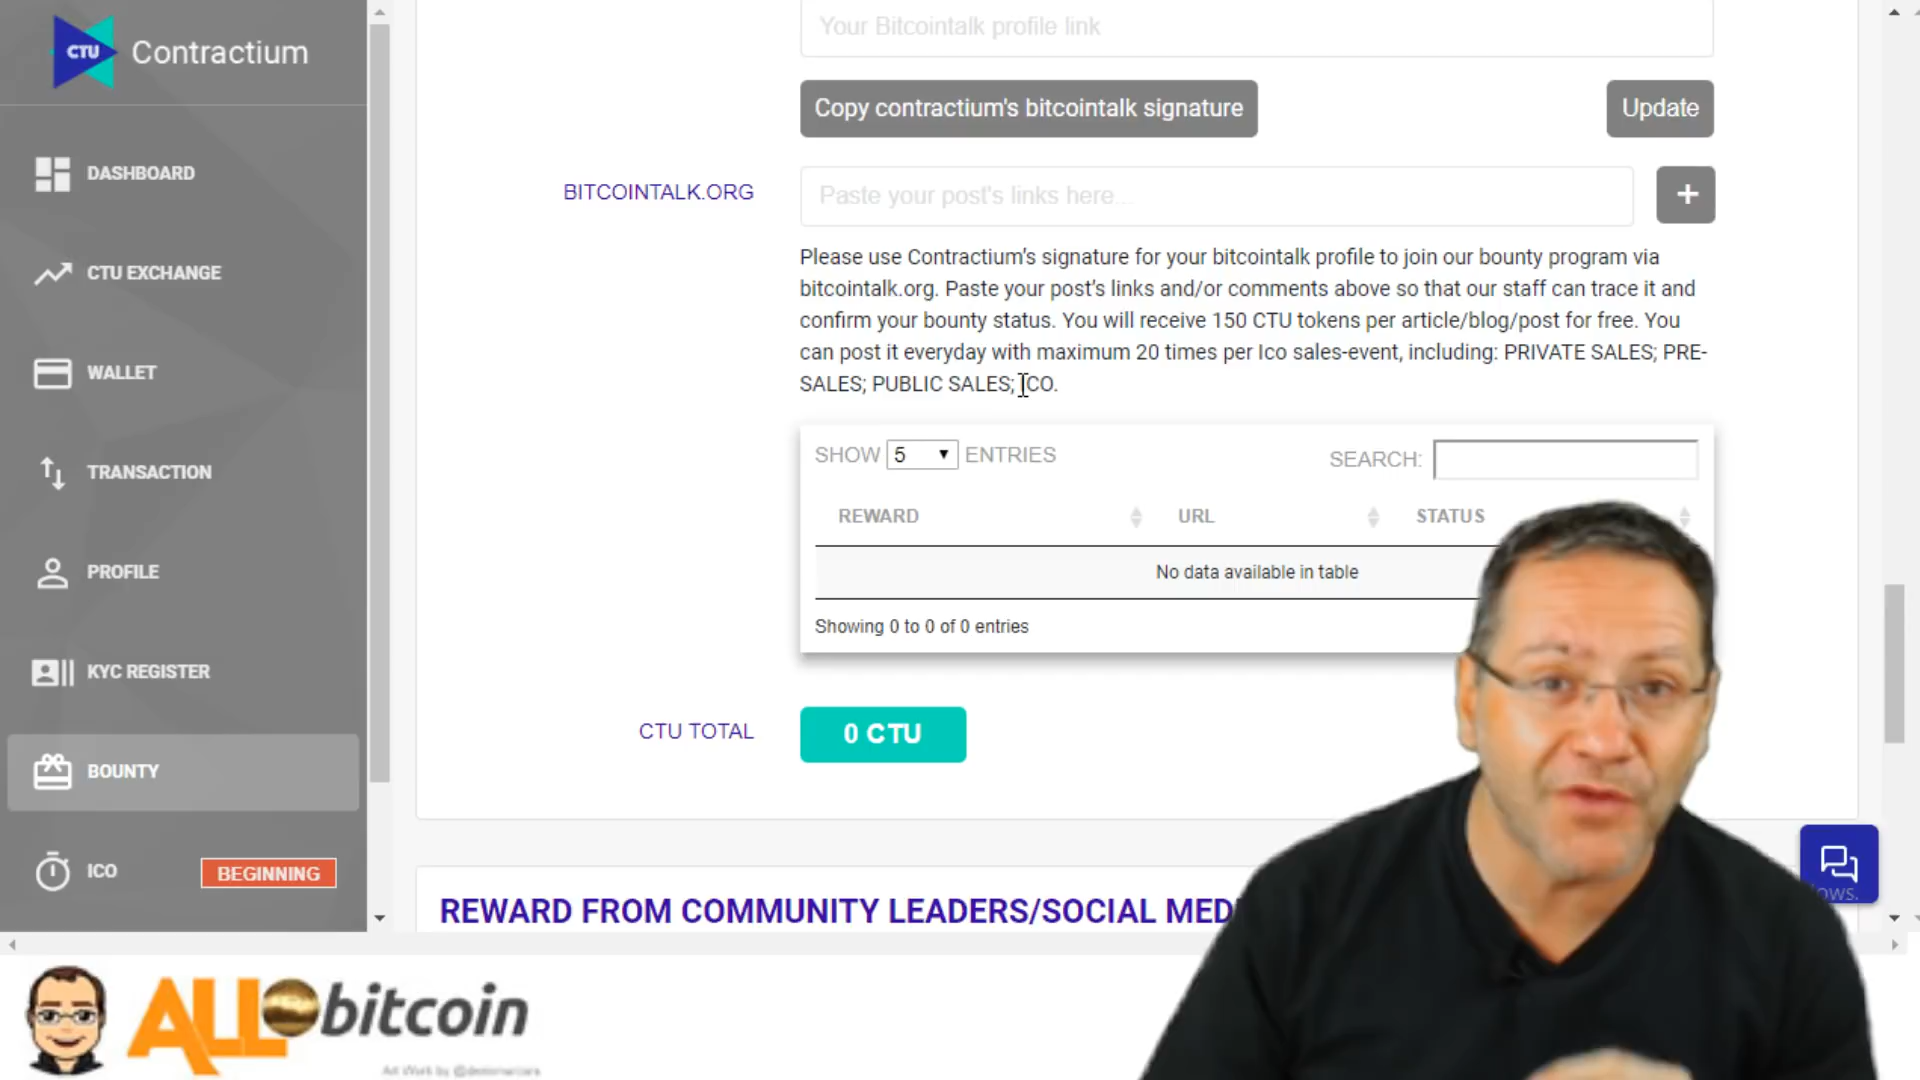 CTU
Contractium
DASHBOARD
CTU EXCHANGE
WALLET
TRANSACTION
PROFILE
KYC REGISTER
BOUNTY
ICO
BEGINNING
Your Bitcointalk profile link
Copy contractium's bitcointalk signature
Update
BITCOINTALK.ORG
Paste your post's links here...
+
Please use Contractium's signature for your bitcointalk profile to join our bounty program via
bitcointalk.org. Paste your post's links and/or comments above so that our staff can trace it and
confirm your bounty status. You will receive 150 CTU tokens per article/blog/post for free. You
can post it everyday with maximum 20 times per Ico sales-event, including: PRIVATE SALES; PRE-
SALES; PUBLIC SALES; ICO.
SHOW 5 ENTRIES
SEARCH:
REWARD URL STATUS
No data available in table
Showing 0 to 0 of 0 entries
CTU TOTAL
0 CTU
REWARD FROM COMMUNITY LEADERS/SOCIAL MED
ows.
ALLObitcoin
Art Work by